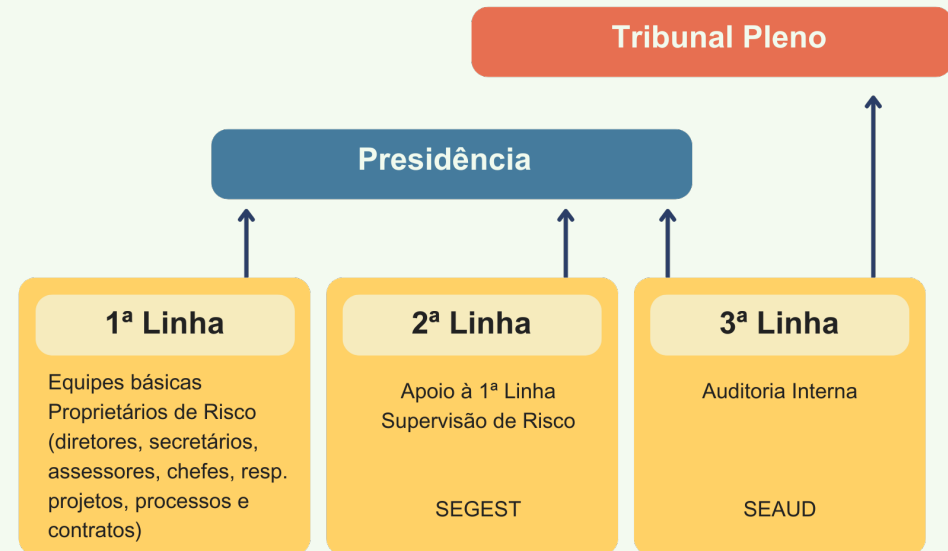 Tribunal Pleno
Presidência
1ª Linha
Equipes básicas
Proprietários de Risco
(diretores, secretários,
assessores, chefes, resp.
projetos, processos e
contratos)
2ª Linha
Apoio à 1ª Linha
Supervisão de Risco
SEGEST
3ª Linha
Auditoria Interna
SEAUD